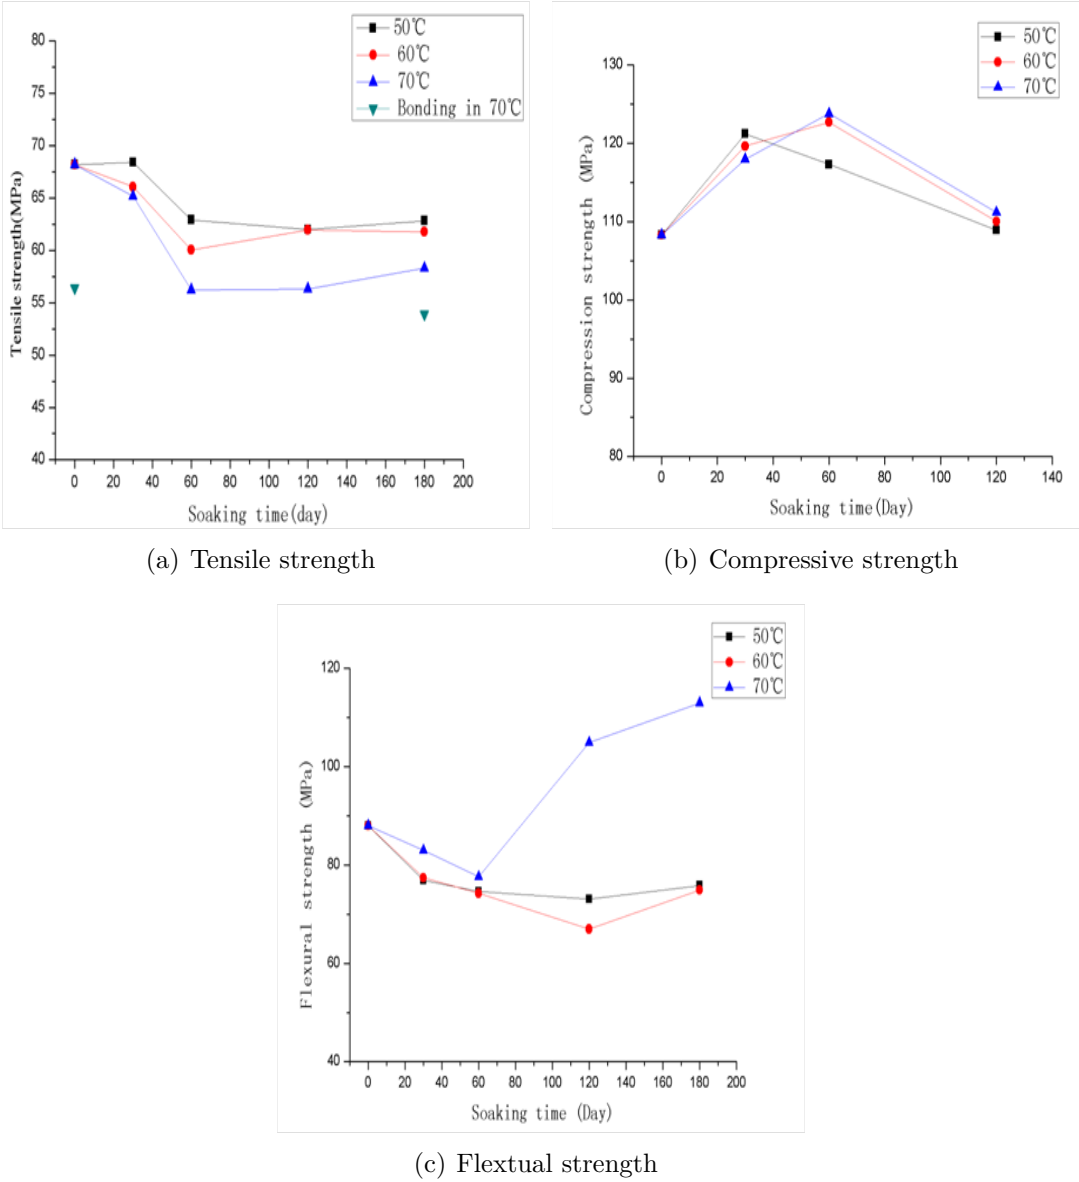 50℃
60℃
70℃
Bonding in 70℃
80
75
70
65
60
55
50
45
40
Tensile strength(MPa)
0 20 40 60 80 100 120 140 160 180 200
Soaking time(day)
(a) Tensile strength
50℃
60℃
70℃
130
120
110
100
90
80
Compression strength (MPa)
0 20 40 60 80 100 120 140
Soaking time(Day)
(b) Compressive strength
50℃
60℃
70℃
120
100
80
60
40
Flexural strength (MPa)
0 20 40 60 80 100 120 140 160 180 200
Soaking time (Day)
(c) Flextual strength